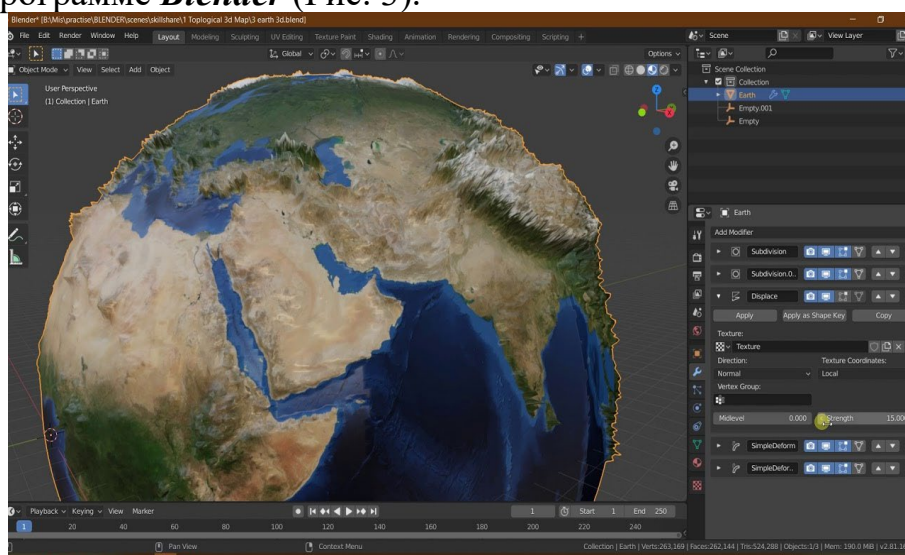 программе Blender (Рис. 3).
Blender* [B:\Mis\practise\BLENDER\scenes\skillshare\1 Toplogical 3d Map\3 earth 3d.blend]
File Edit Render Window Help Layout Modeling Sculpting UV Editing Texture Paint Shading Animation Rendering Compositing Scripting + Scene View Layer
Global Options
Object Mode View Select Add Object
User Perspective
(1) Collection | Earth
Z
Scene Collection
Collection
Earth
Empty.001
Empty
Earth
Add Modifier
Subdivision
Subdivision.0..
Displace
Apply Apply as Shape Key Copy
Texture:
Texture
Direction: Texture Coordinates:
Normal Local
Vertex Group:
Midlevel 0.000 Strength 15.00
SimpleDeform
SimpleDefor..
Playback Keying View Marker 1 Start 1 End 250
1 20 40 60 80 100 120 140 160 180 200 220 240
Pan View Context Menu Collection | Earth | Verts:263,169 | Faces:262,144 | Tris:524,288 | Objects:1/3 | Mem: 190.0 MB | v2.81.16